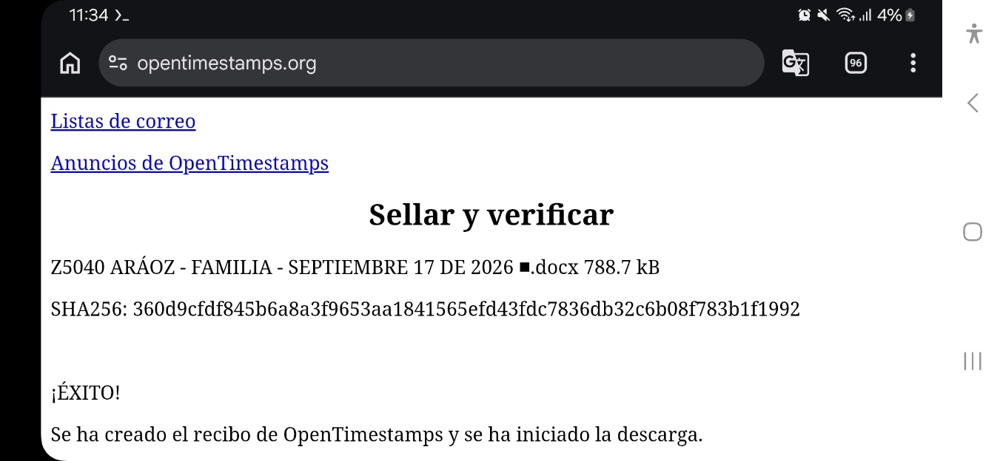 11:34
4%
opentimestamps.org
96
Listas de correo
Anuncios de OpenTimestamps
Sellar y verificar
Z5040 ARÁOZ - FAMILIA - SEPTIEMBRE 17 DE 2026 ■.docx 788.7 kB
SHA256: 360d9cfdf845b6a8a3f9653aa1841565efd43fdc7836db32c6b08f783b1f1992
¡ÉXITO!
Se ha creado el recibo de OpenTimestamps y se ha iniciado la descarga.